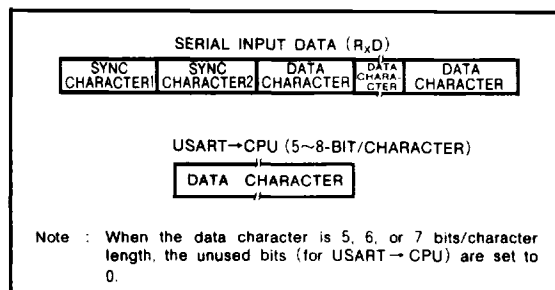 SERIAL INPUT DATA (RxD)
SYNC CHARACTER1 SYNC CHARACTER2 DATA CHARACTER DATA CHARA- CTER DATA CHARACTER
USART→CPU (5~8-BIT/CHARACTER)
DATA CHARACTER
Note : When the data character is 5, 6, or 7 bits/character
length, the unused bits (for USART→CPU) are set to
0.